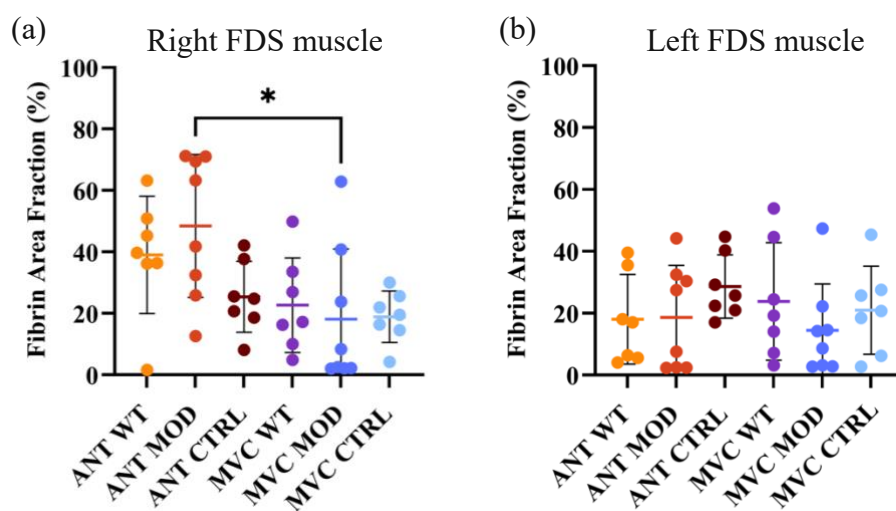 (a) Right FDS muscle
Fibrin Area Fraction (%)
100
80
60
40
20
0
*
ANT WT
ANT MOD
ANT CTRL
MVC WT
MVC MOD
MVC CTRL
(b) Left FDS muscle
Fibrin Area Fraction (%)
100
80
60
40
20
0
ANT WT
ANT MOD
ANT CTRL
MVC WT
MVC MOD
MVC CTRL